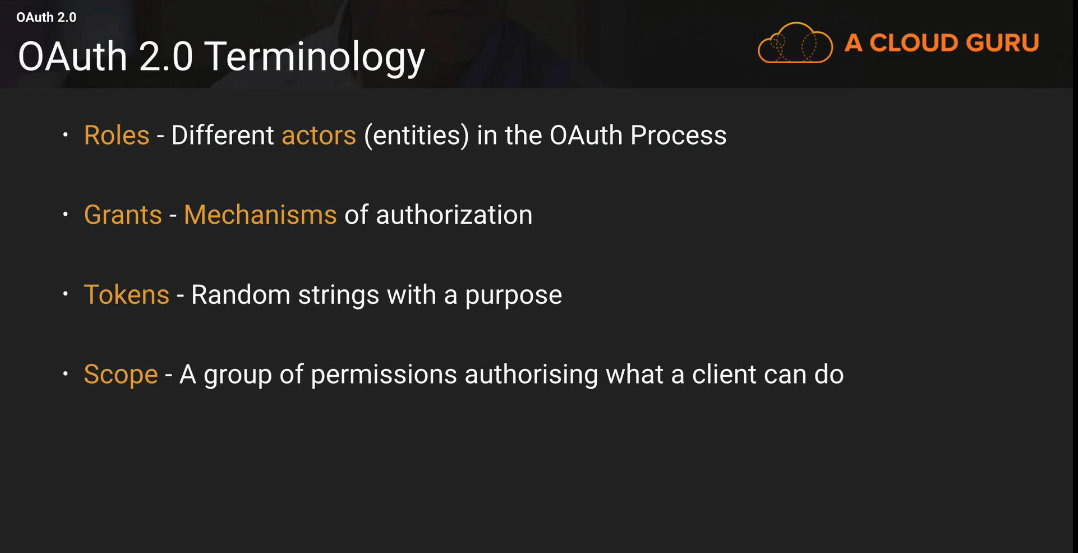 OAuth 2.0
OAuth 2.0 Terminology
A CLOUD GURU
• Roles - Different actors (entities) in the OAuth Process
• Grants - Mechanisms of authorization
• Tokens - Random strings with a purpose
• Scope - A group of permissions authorising what a client can do